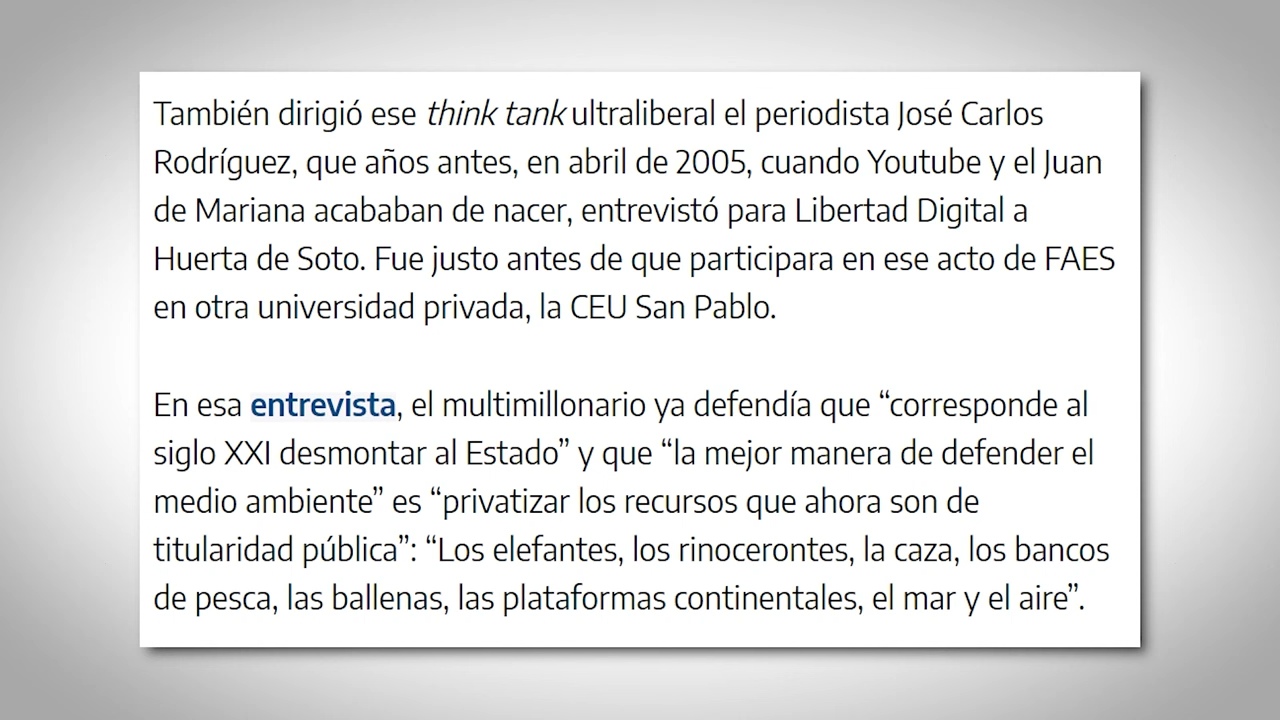 También dirigió ese think tank ultraliberal el periodista José Carlos
Rodríguez, que años antes, en abril de 2005, cuando Youtube y el Juan
de Mariana acababan de nacer, entrevistó para Libertad Digital a
Huerta de Soto. Fue justo antes de que participara en ese acto de FAES
en otra universidad privada, la CEU San Pablo.
En esa entrevista, el multimillonario ya defendía que “corresponde al
siglo XXI desmontar al Estado” y que “la mejor manera de defender el
medio ambiente” es “privatizar los recursos que ahora son de
titularidad pública”: “Los elefantes, los rinocerontes, la caza, los bancos
de pesca, las ballenas, las plataformas continentales, el mar y el aire”.